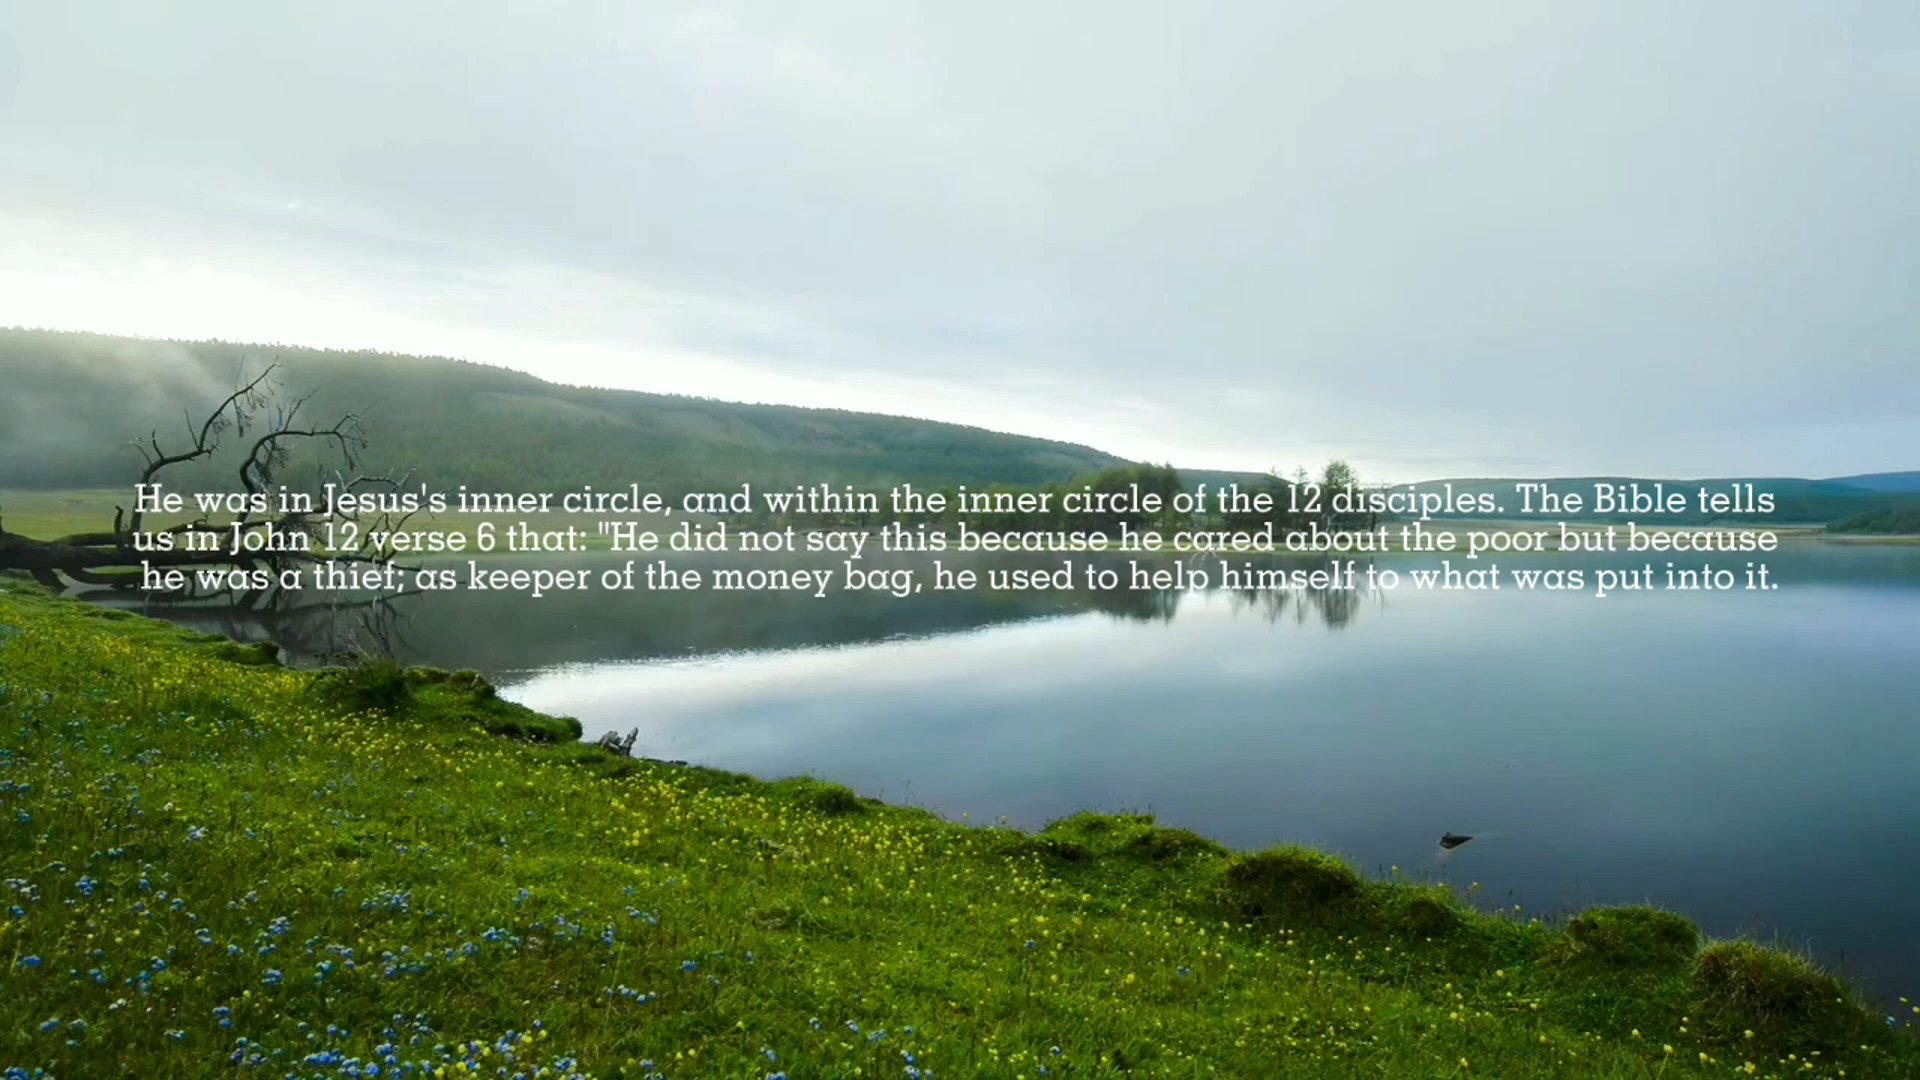 He was in Jesus's inner circle, and within the inner circle of the 12 disciples. The Bible tells
us in John 12 verse 6 that: "He did not say this because he cared about the poor but because
he was a thief; as keeper of the money bag, he used to help himself to what was put into it.